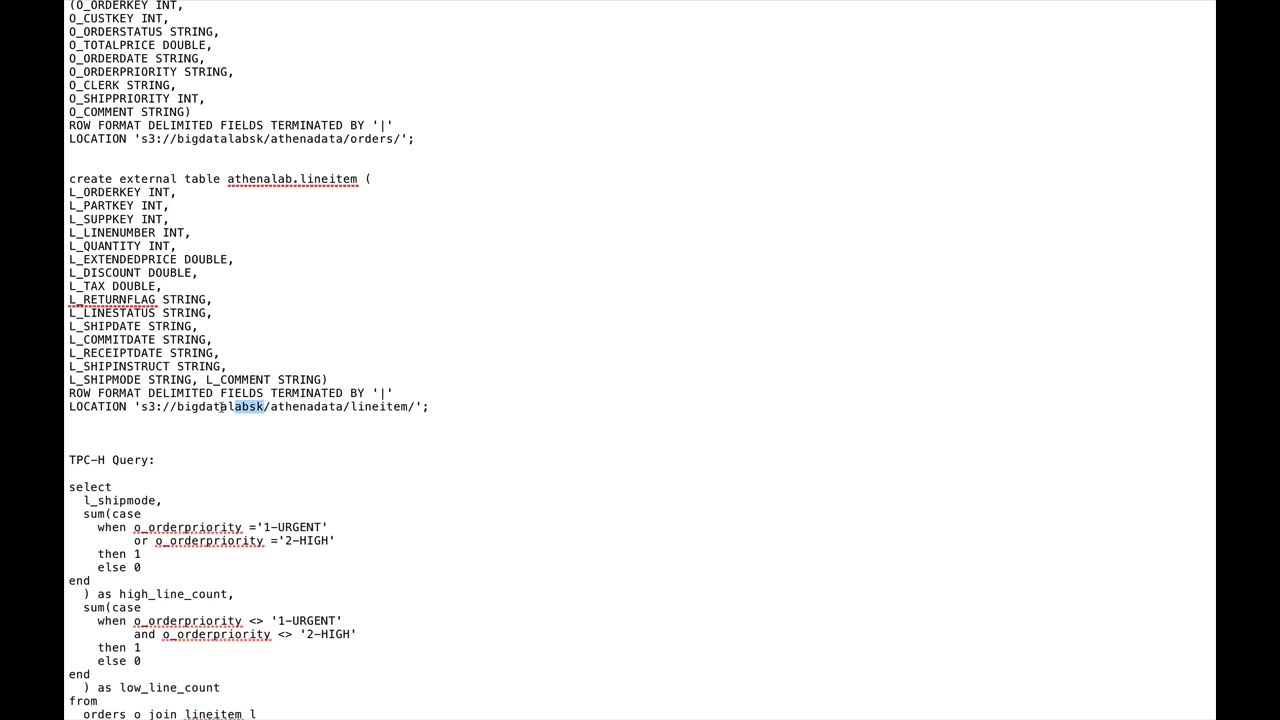 (O_ORDERKEY INT,
O_CUSTKEY INT,
O_ORDERSTATUS STRING,
O_TOTALPRICE DOUBLE,
O_ORDERDATE STRING,
O_ORDERPRIORITY STRING,
O_CLERK STRING,
O_SHIPPRIORITY INT,
O_COMMENT STRING)
ROW FORMAT DELIMITED FIELDS TERMINATED BY '|'
LOCATION 's3://bigdatalabsk/athenadata/orders/';
create external table athenalab.lineitem (
L_ORDERKEY INT,
L_PARTKEY INT,
L_SUPPKEY INT,
L_LINENUMBER INT,
L_QUANTITY INT,
L_EXTENDEDPRICE DOUBLE,
L_DISCOUNT DOUBLE,
L_TAX DOUBLE,
L_RETURNFLAG STRING,
L_LINESTATUS STRING,
L_SHIPDATE STRING,
L_COMMITDATE STRING,
L_RECEIPTDATE STRING,
L_SHIPINSTRUCT STRING,
L_SHIPMODE STRING, L_COMMENT STRING)
ROW FORMAT DELIMITED FIELDS TERMINATED BY '|'
LOCATION 's3://bigdatalabsk/athenadata/lineitem/';
TPC-H Query:
select
l_shipmode,
sum(case
when o_orderpriority ='1-URGENT'
or o_orderpriority ='2-HIGH'
then 1
else 0
end
) as high_line_count,
sum(case
when o_orderpriority <> '1-URGENT'
and o_orderpriority <> '2-HIGH'
then 1
else 0
end
) as low_line_count
from
orders o join lineitem l